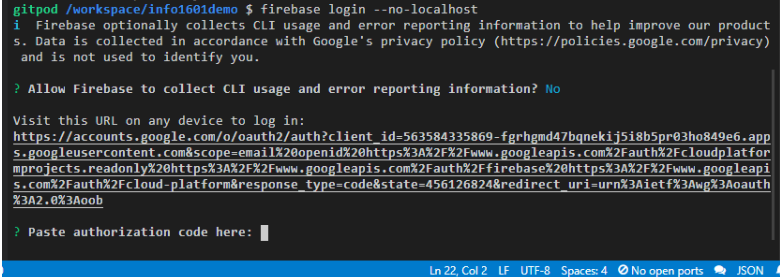 gitpod /workspace/info1601demo $ firebase login --no-localhost
i  Firebase optionally collects CLI usage and error reporting information to help improve our product
s. Data is collected in accordance with Google's privacy policy (https://policies.google.com/privacy)
 and is not used to identify you.
? Allow Firebase to collect CLI usage and error reporting information? No
Visit this URL on any device to log in:
https://accounts.google.com/o/oauth2/auth?client_id=563584335869-fgrhgmd47bqnekij5i8b5pr03ho849e6.app
s.googleusercontent.com&scope=email%20openid%20https%3A%2F%2Fwww.googleapis.com%2Fauth%2Fcloudplatfor
mprojects.readonly%20https%3A%2F%2Fwww.googleapis.com%2Fauth%2Ffirebase%20https%3A%2F%2Fwww.googleapi
s.com%2Fauth%2Fcloud-platform&response_type=code&state=456126824&redirect_uri=urn%3Aietf%3Awg%3Aoauth
%3A2.0%3Aoob
? Paste authorization code here:
Ln 22, Col 2 LF UTF-8 Spaces: 4 No open ports JSON